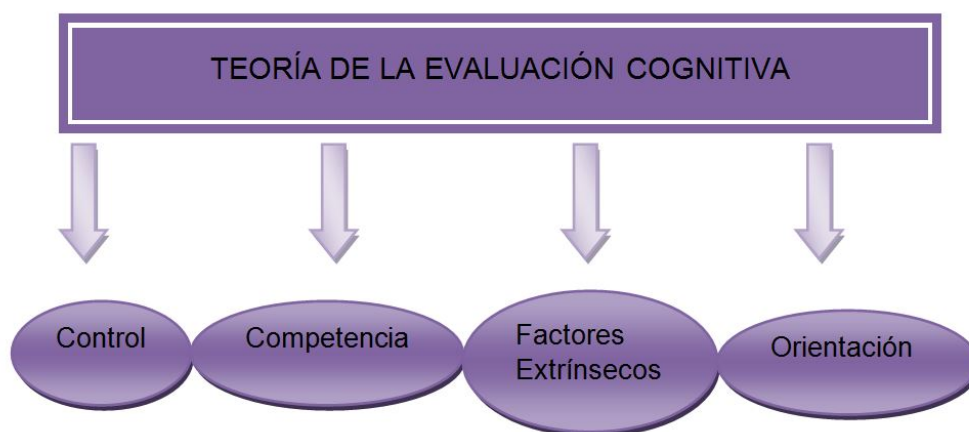 TEORÍA DE LA EVALUACIÓN COGNITIVA
Control
Competencia
Factores
Extrínsecos
Orientación